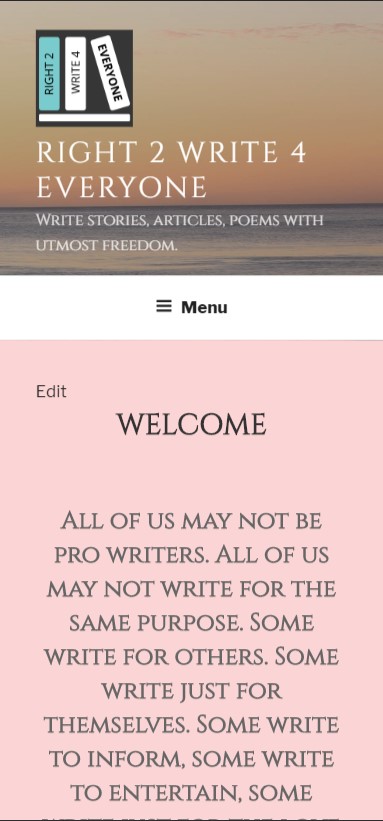 RIGHT 2
WRITE 4
EVERYONE
RIGHT 2 WRITE 4
EVERYONE
Write stories, articles, poems with
utmost freedom.
Menu
Edit
WELCOME
All of us may not be
pro writers. All of us
may not write for the
same purpose. Some
write for others. Some
write just for
themselves. Some write
to inform, some write
to entertain, some